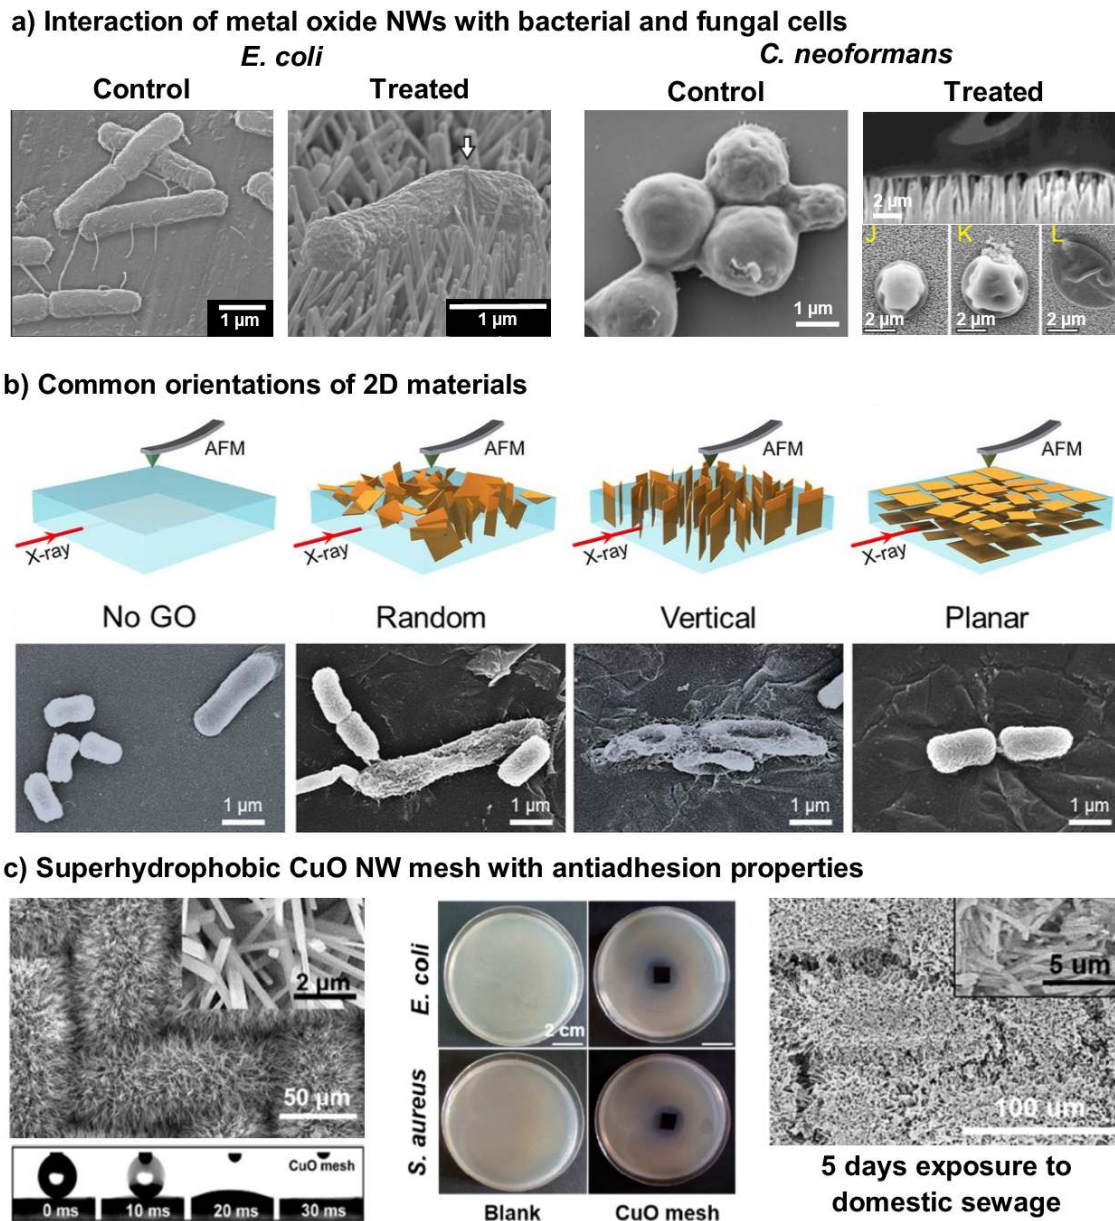 a) Interaction of metal oxide NWs with bacterial and fungal cells
E. coli
C. neoformans
Control
Treated
Control
Treated
1 µm
1 µm
1 µm
2 µm
J
K
L
2 µm
2 µm
2 µm
b) Common orientations of 2D materials
AFM
AFM
AFM
AFM
X-ray
X-ray
X-ray
X-ray
No GO
Random
Vertical
Planar
1 µm
1 µm
1 µm
1 µm
c) Superhydrophobic CuO NW mesh with antiadhesion properties
2 µm
50 µm
CuO mesh
0 ms
10 ms
20 ms
30 ms
E. coli
2 cm
S. aureus
Blank
CuO mesh
5 um
100 um
5 days exposure to
domestic sewage